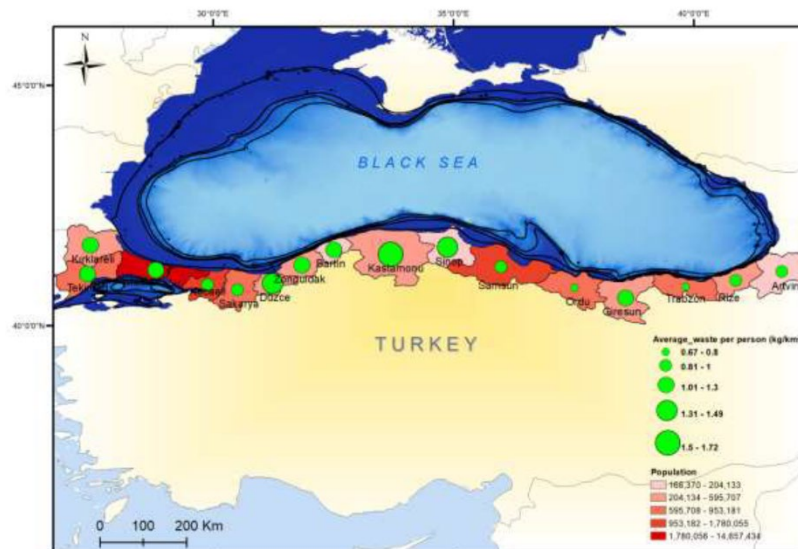 30°0'0"E 35°0'0"E 40°0'0"E
N
45°0'0"N
BLACK SEA
Kırklareli
Bartın
Zonguldak
Kastamonu
Sinop
Samsun
Düzce
Sakarya
Ordu
Giresun
Trabzon
Rize
Artvin
40°0'0"N
TURKEY
Average_waste per person (kg/km
0.67 - 0.8
0.81 - 1
1.01 - 1.3
1.31 - 1.49
1.5 - 1.72
Population
168,370 - 204,133
204,134 - 595,707
595,708 - 953,181
953,182 - 1,780,055
1,780,056 - 14,657,434
0 100 200 Km